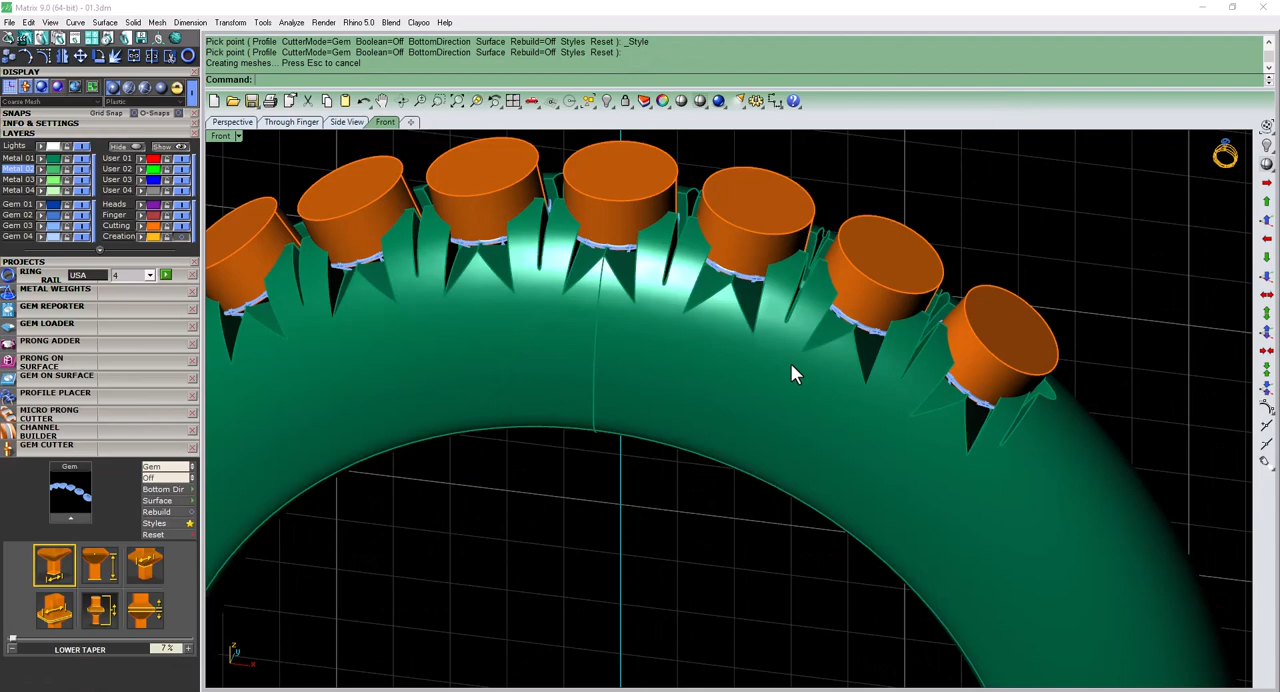 Matrix 9.0 (64-bit) - 01.3dm
File Edit View Curve Surface Solid Mesh Dimension Transform Tools Analyze Render Rhino 5.0 Blend Clayoo Help
Pick point ( Profile CutterMode=Gem Boolean=Off BottomDirection Surface Rebuild=Off Styles Reset ): _Style
Pick point ( Profile CutterMode=Gem Boolean=Off BottomDirection Surface Rebuild=Off Styles Reset ):
Creating meshes... Press Esc to cancel
Command:
DISPLAY
Coarse Mesh Plastic
SNAPS Grid Snap O-Snaps
INFO & SETTINGS
LAYERS
Lights Hide Show
Metal 01 User 01
Metal 02 User 02
Metal 03 User 03
Metal 04 User 04
Gem 01 Heads
Gem 02 Finger
Gem 03 Cutting
Gem 04 Creation
PROJECTS
RING RAIL USA 4
METAL WEIGHTS
GEM REPORTER
GEM LOADER
PRONG ADDER
PRONG ON SURFACE
GEM ON SURFACE
PROFILE PLACER
MICRO PRONG CUTTER
CHANNEL BUILDER
GEM CUTTER
Gem Gem
Off
Bottom Dir
Surface
Rebuild
Styles
Reset
LOWER TAPER 7%
Perspective Through Finger Side View Front
Front
z
y
x